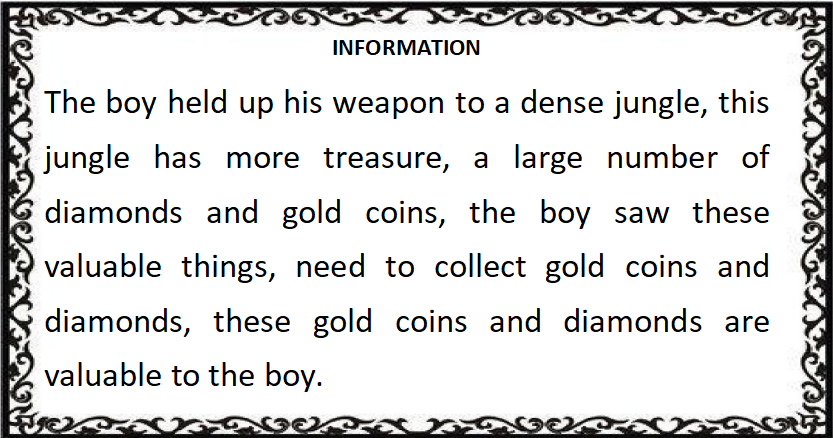 INFORMATION
The boy held up his weapon to a dense jungle, this
jungle has more treasure, a large number of
diamonds and gold coins, the boy saw these
valuable things, need to collect gold coins and
diamonds, these gold coins and diamonds are
valuable to the boy.